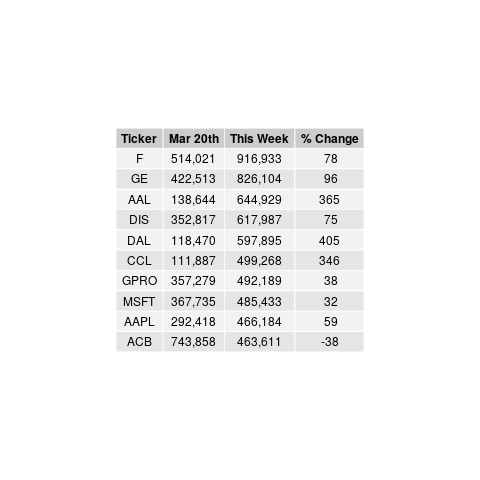 Ticker Mar 20th This Week % Change
F 514,021 916,933 78
GE 422,513 826,104 96
AAL 138,644 644,929 365
DIS 352,817 617,987 75
DAL 118,470 597,895 405
CCL 111,887 499,268 346
GPRO 357,279 492,189 38
MSFT 367,735 485,433 32
AAPL 292,418 466,184 59
ACB 743,858 463,611 -38